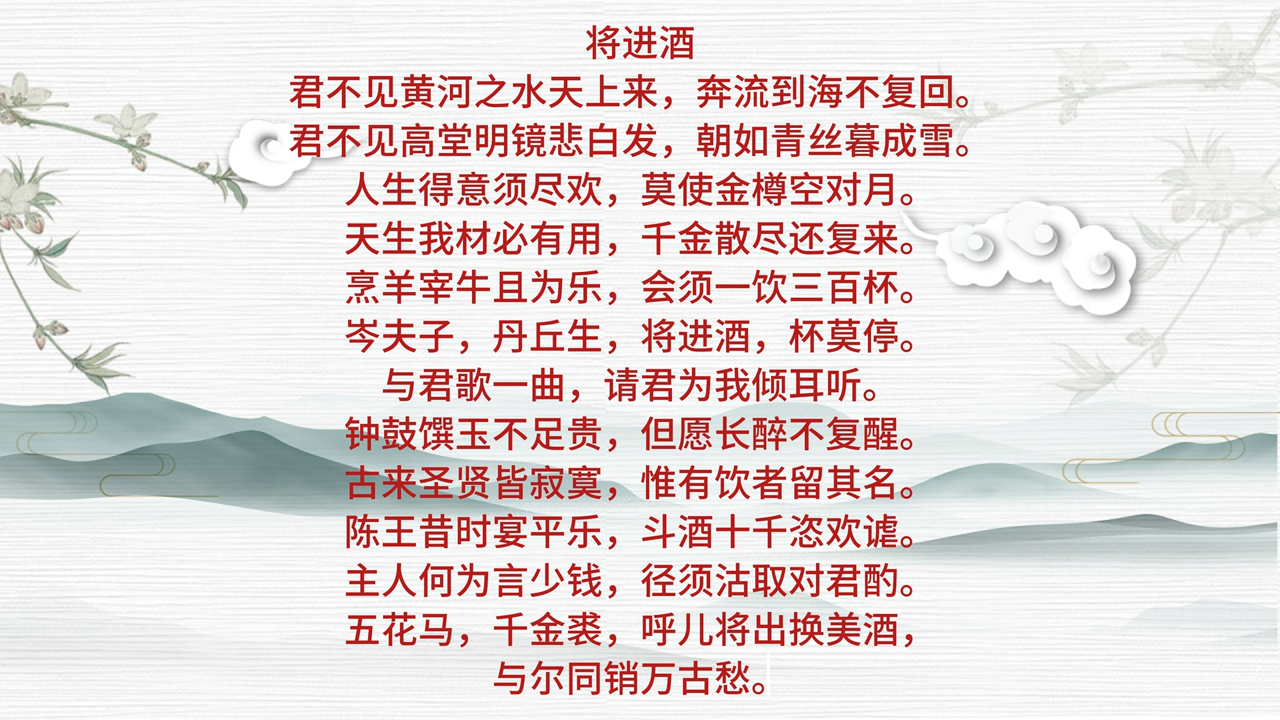 将进酒
君不见黄河之水天上来，奔流到海不复回。
君不见高堂明镜悲白发，朝如青丝暮成雪。
人生得意须尽欢，莫使金樽空对月。
天生我材必有用，千金散尽还复来。
烹羊宰牛且为乐，会须一饮三百杯。
岑夫子，丹丘生，将进酒，杯莫停。
与君歌一曲，请君为我倾耳听。
钟鼓馔玉不足贵，但愿长醉不复醒。
古来圣贤皆寂寞，惟有饮者留其名。
陈王昔时宴平乐，斗酒十千恣欢谑。
主人何为言少钱，径须沽取对君酌。
五花马，千金裘，呼儿将出换美酒，
与尔同销万古愁。